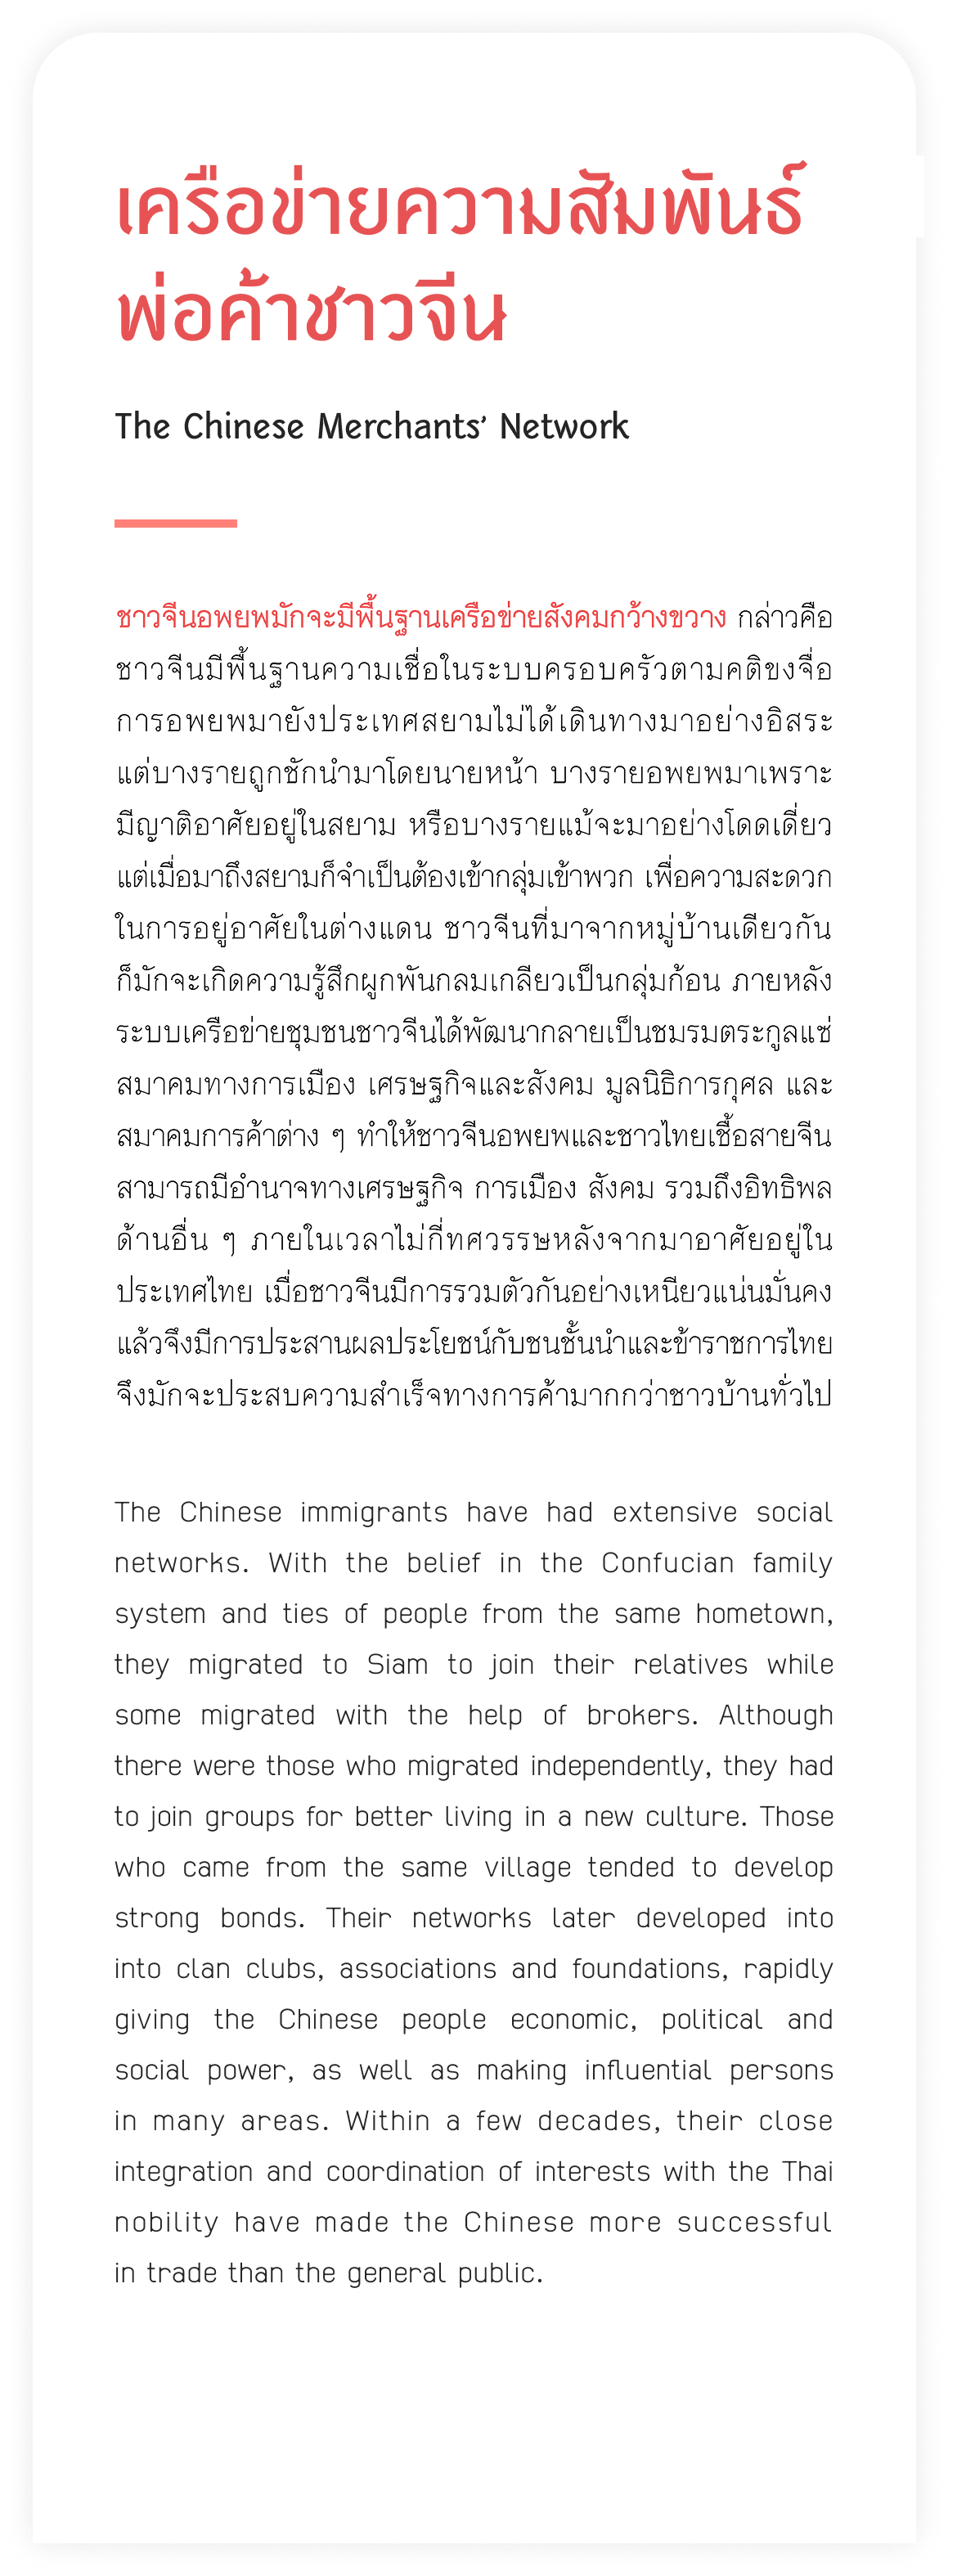 เครือข่ายความสัมพันธ์
พ่อค้าชาวจีน
The Chinese Merchants’ Network
ชาวจีนอพยพมักจะมีพื้นฐานเครือข่ายสังคมกว้างขวาง กล่าวคือ
ชาวจีนมีพื้นฐานความเชื่อในระบบครอบครัวตามคติขงจื่อ
การอพยพมายังประเทศสยามไม่ได้เดินทางมาอย่างอิสระ
แต่บางรายถูกชักนำมาโดยนายหน้า บางรายอพยพมาเพราะ
มีญาติอาศัยอยู่ในสยาม หรือบางรายแม้จะมาอย่างโดดเดี่ยว
แต่เมื่อมาถึงสยามก็จำเป็นต้องเข้ากลุ่มเข้าพวก เพื่อความสะดวก
ในการอยู่อาศัยในต่างแดน ชาวจีนที่มาจากหมู่บ้านเดียวกัน
ก็มักจะเกิดความรู้สึกผูกพันกลมเกลียวเป็นกลุ่มก้อน ภายหลัง
ระบบเครือข่ายชุมชนชาวจีนได้พัฒนากลายเป็นชมรมตระกูลแซ่
สมาคมทางการเมือง เศรษฐกิจและสังคม มูลนิธิการกุศล และ
สมาคมการค้าต่าง ๆ ทำให้ชาวจีนอพยพและชาวไทยเชื้อสายจีน
สามารถมีอำนาจทางเศรษฐกิจ การเมือง สังคม รวมถึงอิทธิพล
ด้านอื่น ๆ ภายในเวลาไม่กี่ทศวรรษหลังจากมาอาศัยอยู่ใน
ประเทศไทย เมื่อชาวจีนมีการรวมตัวกันอย่างเหนียวแน่นมั่นคง
แล้วจึงมีการประสานผลประโยชน์กับชนชั้นนำและข้าราชการไทย
จึงมักจะประสบความสำเร็จทางการค้ามากกว่าชาวบ้านทั่วไป
The Chinese immigrants have had extensive social
networks. With the belief in the Confucian family
system and ties of people from the same hometown,
they migrated to Siam to join their relatives while
some migrated with the help of brokers. Although
there were those who migrated independently, they had
to join groups for better living in a new culture. Those
who came from the same village tended to develop
strong bonds. Their networks later developed into
into clan clubs, associations and foundations, rapidly
giving the Chinese people economic, political and
social power, as well as making influential persons
in many areas. Within a few decades, their close
integration and coordination of interests with the Thai
nobility have made the Chinese more successful
in trade than the general public.